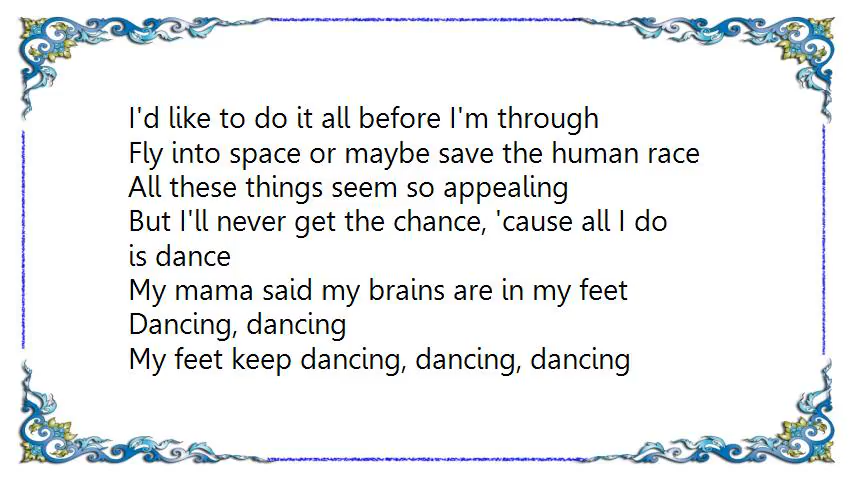 I'd like to do it all before I'm through
Fly into space or maybe save the human race
All these things seem so appealing
But I'll never get the chance, 'cause all I do
is dance
My mama said my brains are in my feet
Dancing, dancing
My feet keep dancing, dancing, dancing